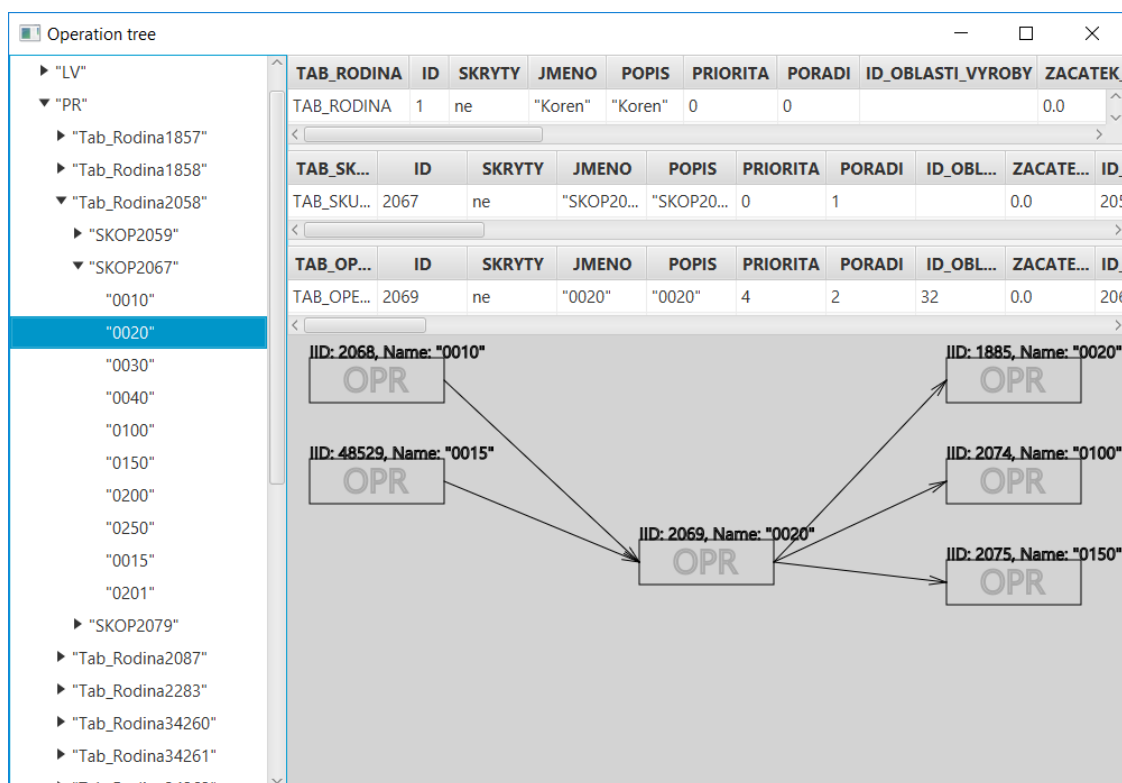 Operation tree
"LV"
"PR"
"Tab_Rodina1857"
"Tab_Rodina1858"
"Tab_Rodina2058"
"SKOP2059"
"SKOP2067"
"0010"
"0020"
"0030"
"0040"
"0100"
"0150"
"0200"
"0250"
"0015"
"0201"
"SKOP2079"
"Tab_Rodina2087"
"Tab_Rodina2283"
"Tab_Rodina34260"
"Tab_Rodina34261"
TAB_RODINA ID SKRYTY JMENO POPIS PRIORITA PORADI ID_OBLASTI_VYROBY ZACATEK_
TAB_RODINA 1 ne "Koren" "Koren" 0 0 0.0
TAB_SK... ID SKRYTY JMENO POPIS PRIORITA PORADI ID_OBL... ZACATE... ID_
TAB_SKU... 2067 ne "SKOP20... "SKOP20... 0 1 0.0 205
TAB_OP... ID SKRYTY JMENO POPIS PRIORITA PORADI ID_OBL... ZACATE... ID_
TAB_OPE... 2069 ne "0020" "0020" 4 2 32 0.0 206
IID: 2068, Name: "0010"
OPR
IID: 48529, Name: "0015"
OPR
IID: 2069, Name: "0020"
OPR
IID: 1885, Name: "0020"
OPR
IID: 2074, Name: "0100"
OPR
IID: 2075, Name: "0150"
OPR